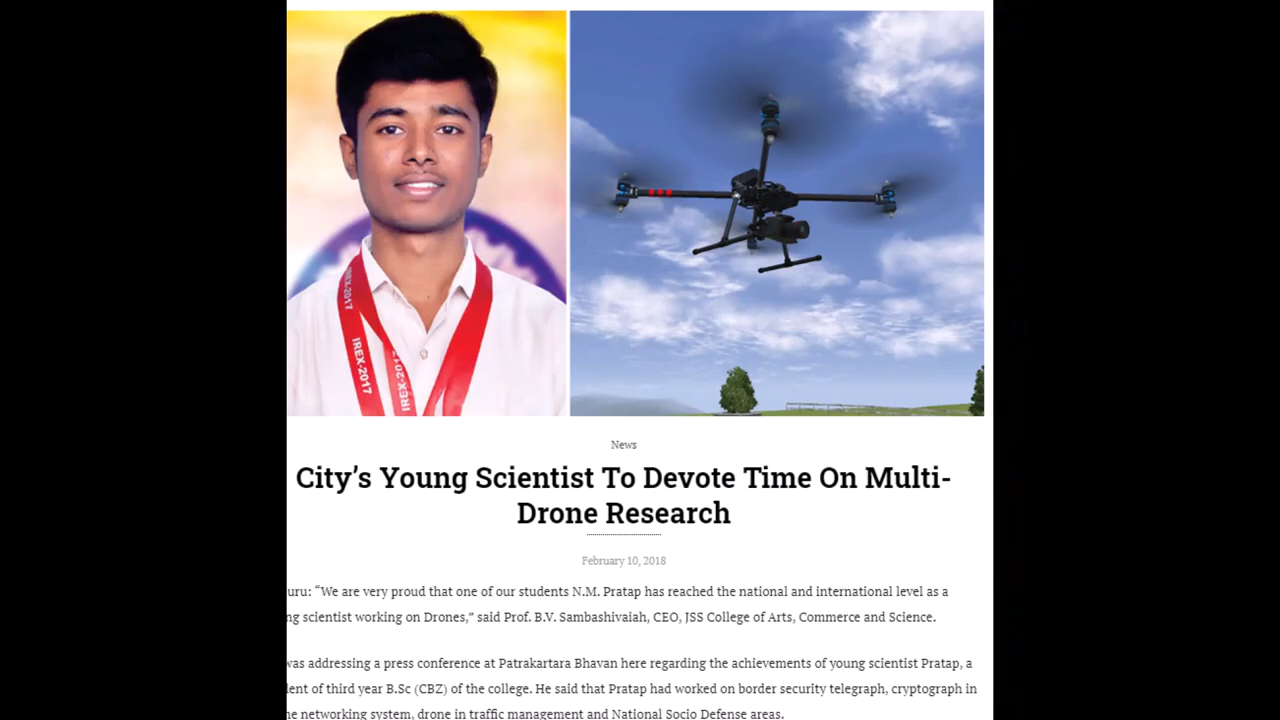 IREX-2017
IREX-2017
IREX-2017
News
City’s Young Scientist To Devote Time On Multi-
Drone Research
February 10, 2018
uru: “We are very proud that one of our students N.M. Pratap has reached the national and international level as a
ng scientist working on Drones,” said Prof. B.V. Sambashivaiah, CEO, JSS College of Arts, Commerce and Science.
was addressing a press conference at Patrakartara Bhavan here regarding the achievements of young scientist Pratap, a
lent of third year B.Sc (CBZ) of the college. He said that Pratap had worked on border security telegraph, cryptograph in
ne networking system, drone in traffic management and National Socio Defense areas.